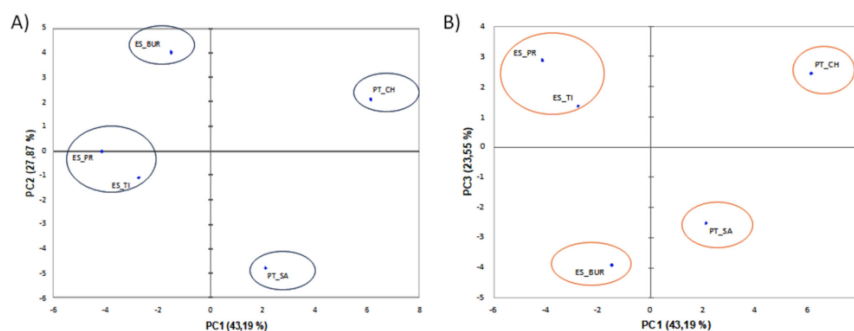 A)
PC2 (27,87 %)
5
4
3
2
1
0
-1
-2
-3
-4
-5
-6
ES_BUR
PT_CH
ES_PR
ES_TI
PT_SA
-6 -4 -2 0 2 4 6 8
PC1 (43,19 %)
B)
PC3 (23,55 %)
4
3
2
1
0
-1
-2
-3
-4
-5
ES_PR
PT_CH
ES_TI
PT_SA
ES_BUR
-6 -4 -2 0 2 4 6
PC1 (43,19 %)